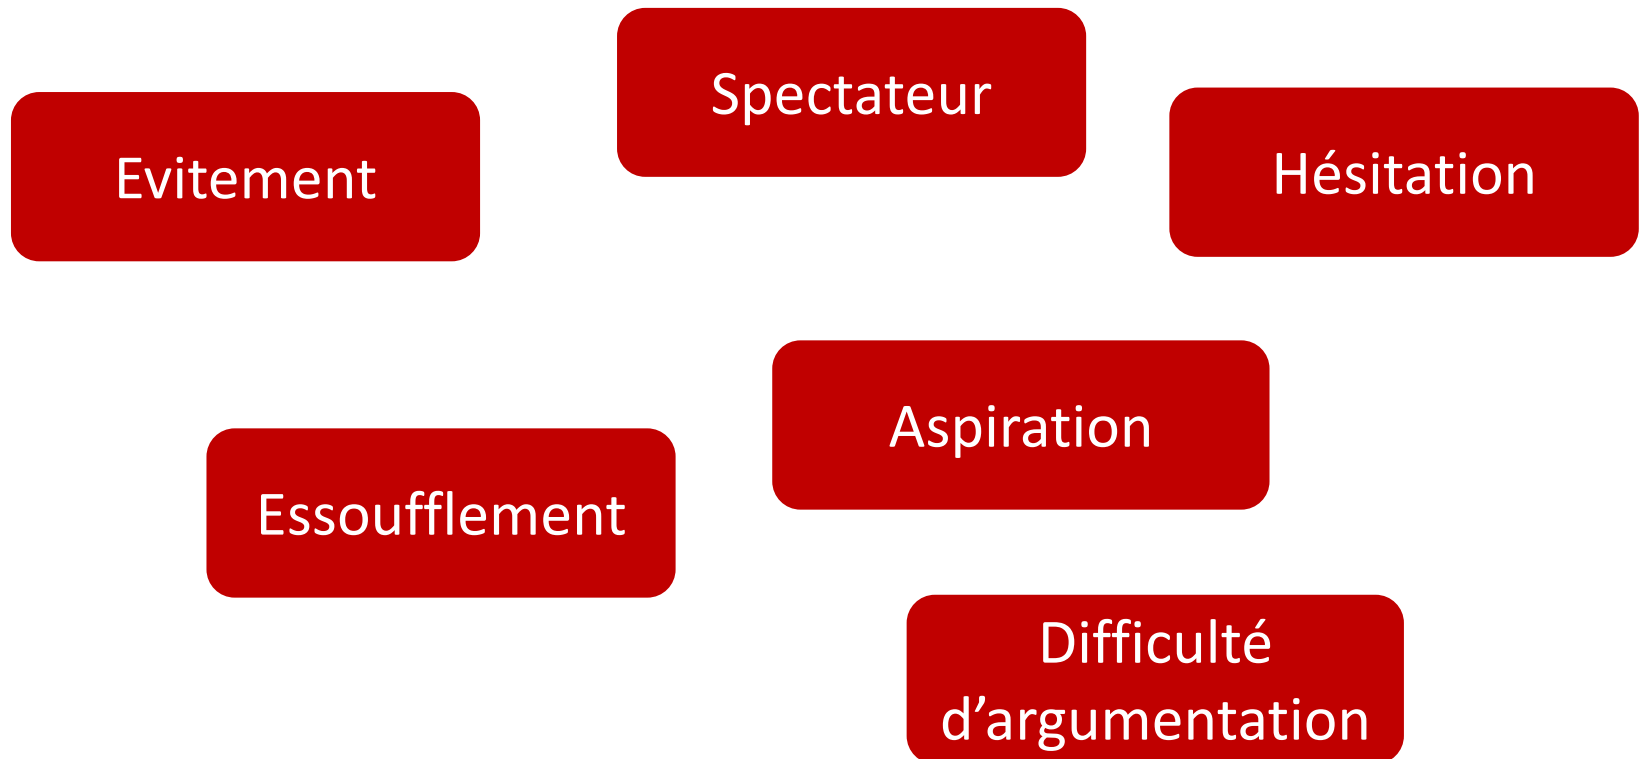 Spectateur
Evitement
Hésitation
Aspiration
Essoufflement
Difficulté
d’argumentation